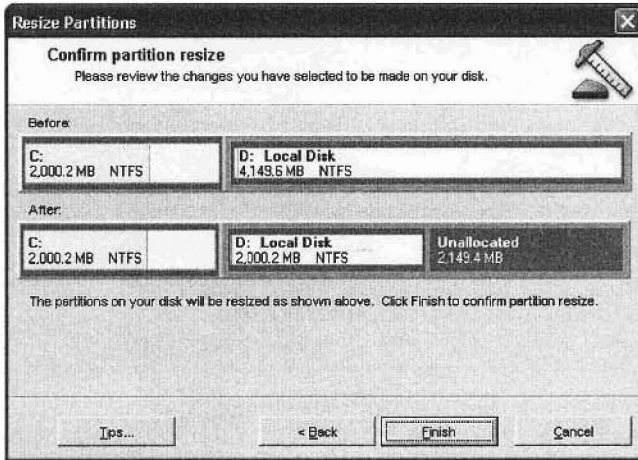 Resize Partitions
Confirm partition resize
Please review the changes you have selected to be made on your disk.
Before:
C:
2,000.2 MB NTFS
D: Local Disk
4,149.6 MB NTFS
After:
C:
2,000.2 MB NTFS
D: Local Disk
2,000.2 MB NTFS
Unallocated
2,149.4 MB
The partitions on your disk will be resized as shown above. Click Finish to confirm partition resize.
Tips...
< Back
Finish
Cancel